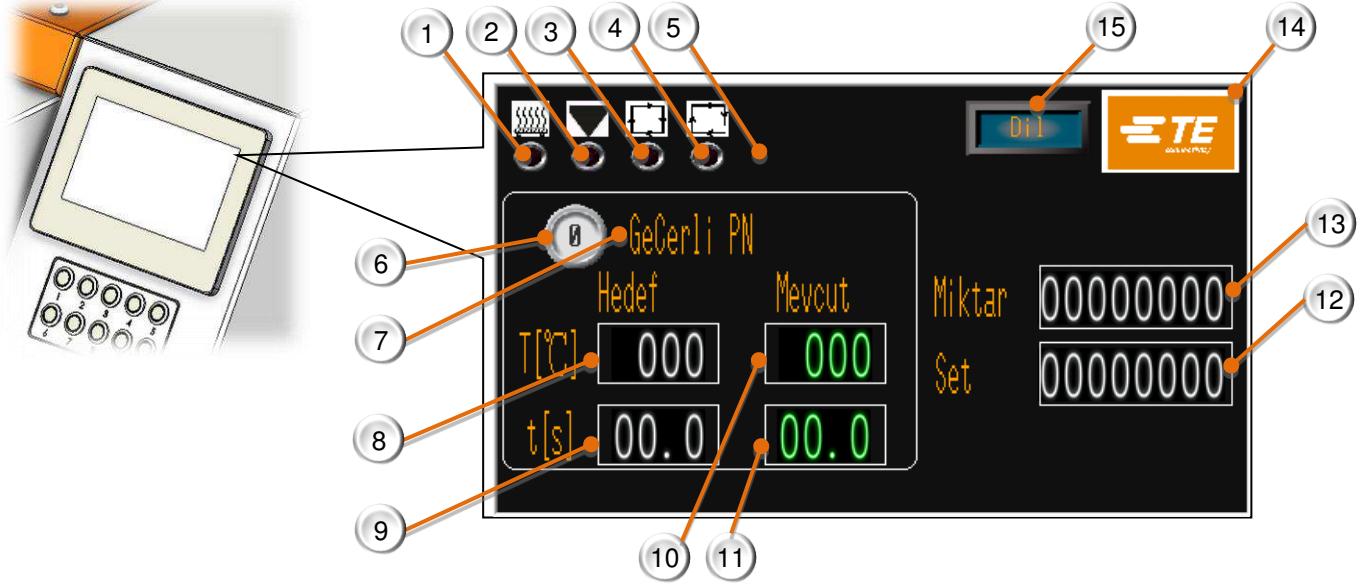 1 2 3 4 5 15 14
Dil
TE
connectivity
6 0 GeCerli PN
7 Hedef Mevcut
Miktar 00000000 13
Set 00000000 12
8 T[°C] 000 000
9 t[s] 00.0 00.0
10 11
1 2 3 4 5
6 7